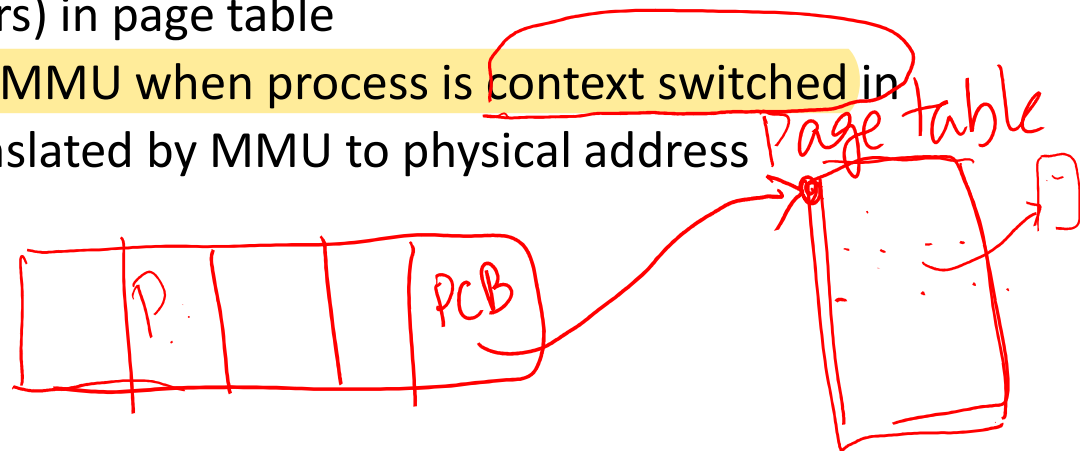 rs) in page table
MMU when process is context switched in
nslated by MMU to physical address
Page table
P.
PCB